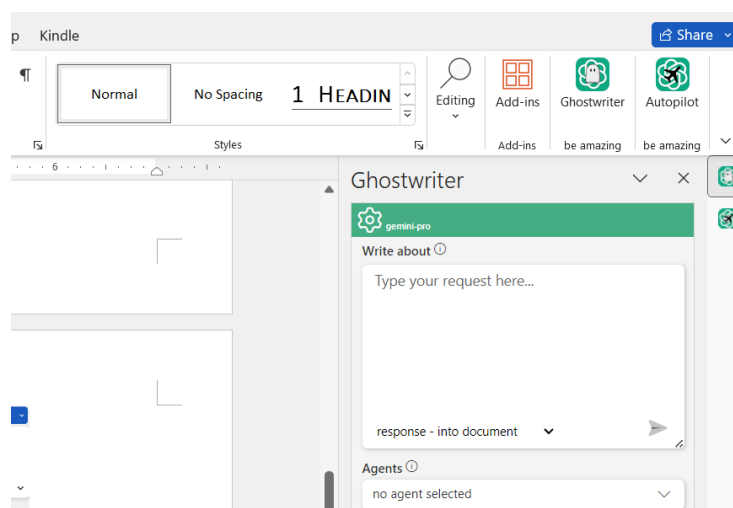 p Kindle
Share
¶
Normal No Spacing 1 HEADIN
Editing Add-ins Ghostwriter Autopilot
Styles Add-ins be amazing be amazing
6
Ghostwriter
gemini-pro
Write about
Type your request here...
response - into document
Agents
no agent selected